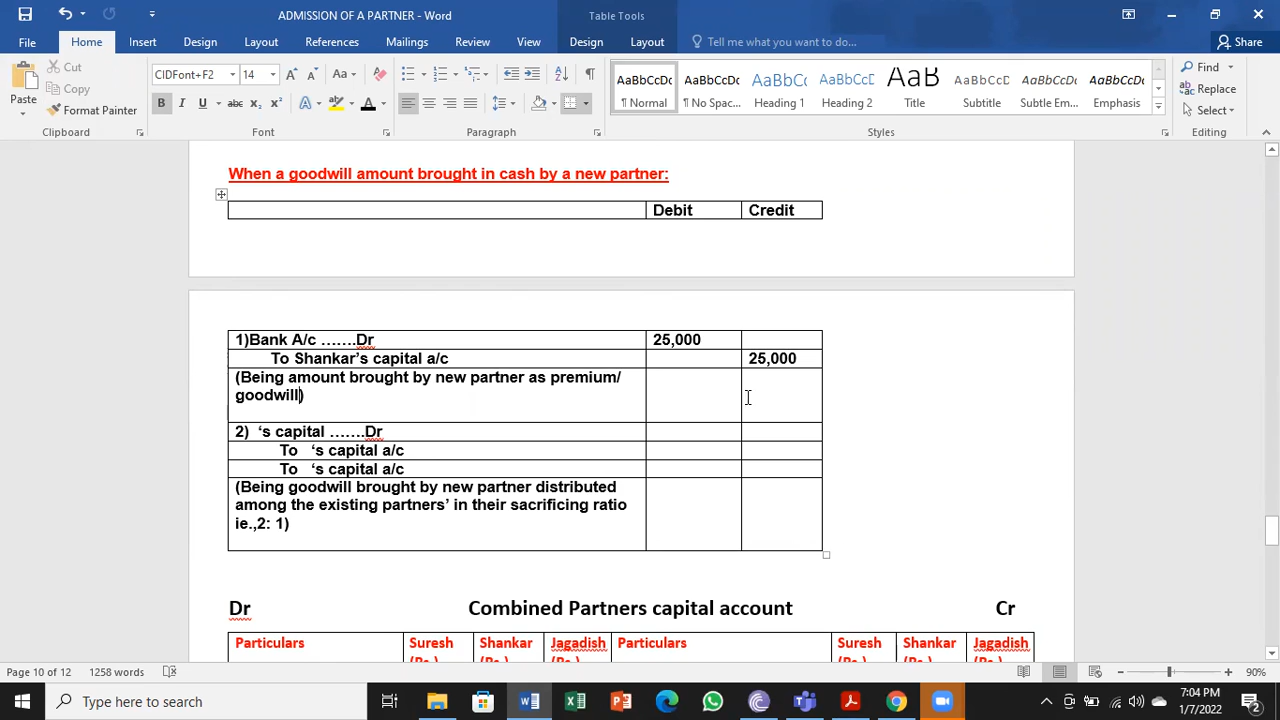 ADMISSION OF A PARTNER - Word
Table Tools
File Home Insert Design Layout References Mailings Review View Design Layout Tell me what you want to do... Share
Paste Cut Copy Format Painter
CIDFont+F2 14 Aa
B I U abc x₂ x² A A
AaBbCcDc AaBbCcDc AaBbCc AaBbCcC AaB AaBbCcD AaBbCcDc AaBbCcDc
¶ Normal ¶ No Spac... Heading Heading 2 Title Subtitle Subtle Em... Emphasis
Find Replace Select
Clipboard Font Paragraph Styles Editing
When a goodwill amount brought in cash by a new partner:
Debit Credit
1)Bank A/c …….Dr 25,000
To Shankar’s capital a/c 25,000
(Being amount brought by new partner as premium/
goodwill)
2) ‘s capital …….Dr
To ‘s capital a/c
To ‘s capital a/c
(Being goodwill brought by new partner distributed
among the existing partners’ in their sacrificing ratio
ie.,2: 1)
Dr Combined Partners capital account Cr
Particulars Suresh Shankar Jagadish Particulars Suresh Shankar Jagadish
Page 10 of 12 1258 words 90%
Type here to search
7:04 PM
1/7/2022
2